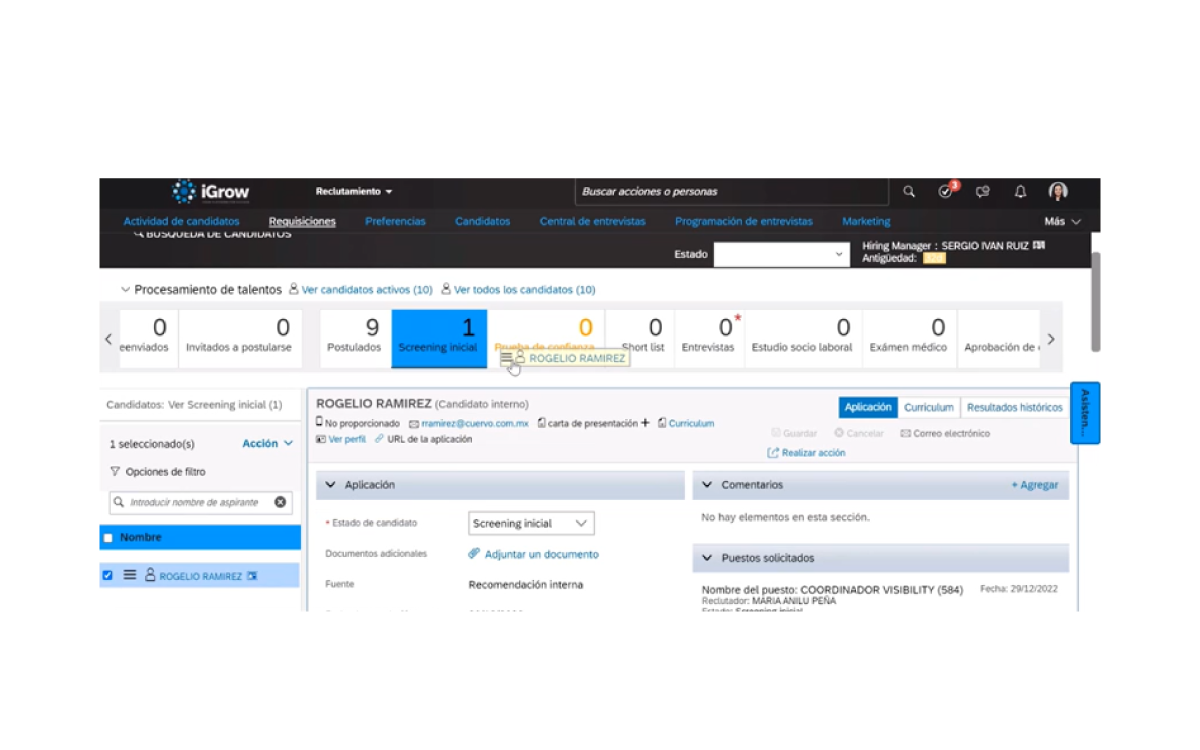 iGrow
Reclutamiento
Buscar acciones o personas
3
Actividad de candidatos
Requisiciones
Preferencias
Candidatos
Central de entrevistas
Programación de entrevistas
Marketing
Más
BÚSQUEDA DE CANDIDATOS
Estado
Hiring Manager : SERGIO IVAN RUIZ
Antigüedad:
Procesamiento de talentos
Ver candidatos activos (10)
Ver todos los candidatos (10)
0
eenviados
0
Invitados a postularse
9
Postulados
1
Screening inicial
0
Prueba de confianza
0
Short list
0*
Entrevistas
0
Estudio socio laboral
0
Exámen médico
Aprobación de
ROGELIO RAMIREZ
Candidatos: Ver Screening inicial (1)
1 seleccionado(s)
Acción
Opciones de filtro
Introducir nombre de aspirante
Nombre
ROGELIO RAMIREZ
ROGELIO RAMIREZ (Candidato interno)
No proporcionado
rramirez@cuervo.com.mx
carta de presentación +
Curriculum
Ver perfil
URL de la aplicación
Aplicación
Curriculum
Resultados históricos
Guardar
Cancelar
Correo electrónico
Realizar acción
Asisten...
Aplicación
* Estado de candidato
Screening inicial
Documentos adicionales
Adjuntar un documento
Fuente
Recomendación interna
Comentarios
+ Agregar
No hay elementos en esta sección.
Puestos solicitados
Nombre del puesto: COORDINADOR VISIBILITY (584)
Fecha: 29/12/2022
Reclutador: MARIA ANILU PEÑA
Estado: Screening inicial